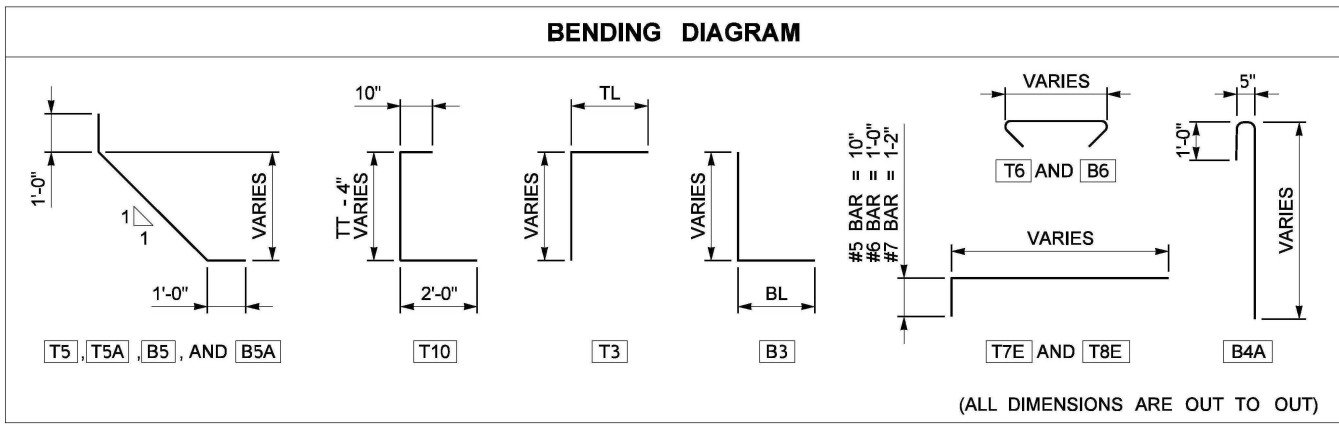 BENDING DIAGRAM
1'-0"
1
1
VARIES
1'-0"
T5 , T5A , B5 , AND B5A
10"
TT - 4"
VARIES
2'-0"
T10
TL
VARIES
T3
VARIES
BL
B3
#5 BAR = 10"
#6 BAR = 1'-0"
#7 BAR = 1-2"
VARIES
T6 AND B6
VARIES
T7E AND T8E
5"
1'-0"
VARIES
B4A
(ALL DIMENSIONS ARE OUT TO OUT)